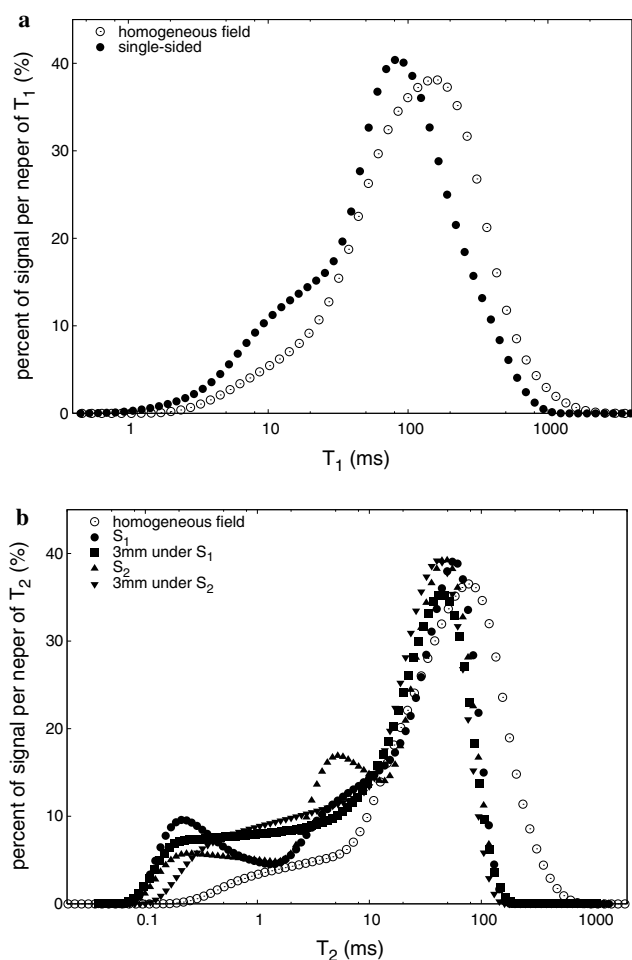 a
homogeneous field
single-sided
percent of signal per neper of T1 (%)
40
30
20
10
0
1 10 100 1000
T1 (ms)
b
homogeneous field
S1
3mm under S1
S2
3mm under S2
percent of signal per neper of T2 (%)
40
30
20
10
0
0.1 1 10 100 1000
T2 (ms)